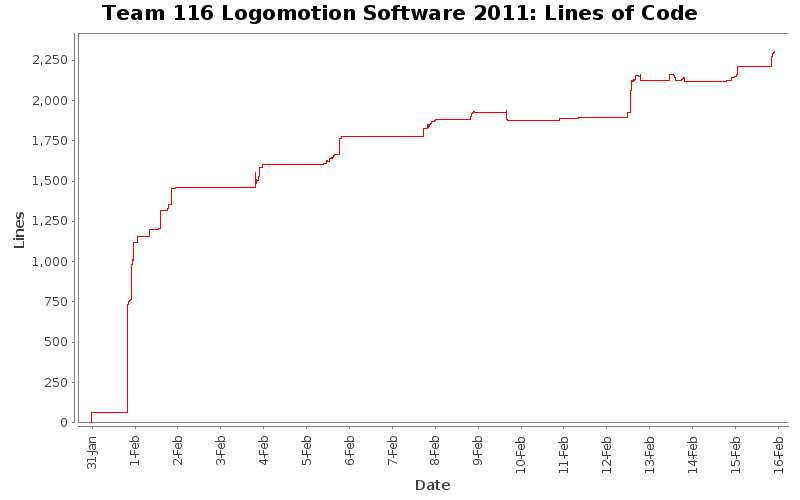 Team 116 Logomotion Software 2011: Lines of Code
Lines
2,250
2,000
1,750
1,500
1,250
1,000
750
500
250
0
31-Jan
1-Feb
2-Feb
3-Feb
4-Feb
5-Feb
6-Feb
7-Feb
8-Feb
9-Feb
10-Feb
11-Feb
12-Feb
13-Feb
14-Feb
15-Feb
16-Feb
Date